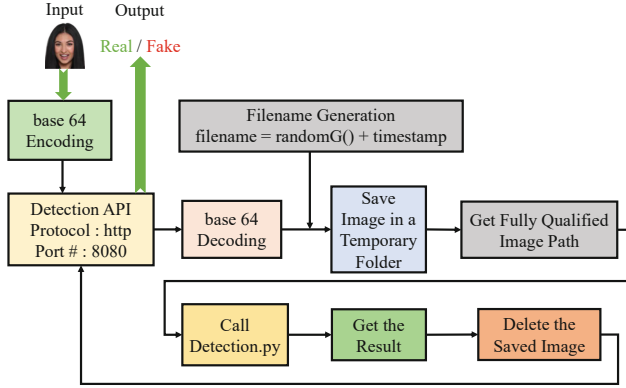 Input
Output
Real / Fake
base 64
Encoding
Filename Generation
filename = randomG() + timestamp
Detection API
Protocol : http
Port # : 8080
base 64
Decoding
Save
Image in a
Temporary
Folder
Get Fully Qualified
Image Path
Call
Detection.py
Get the
Result
Delete the
Saved Image